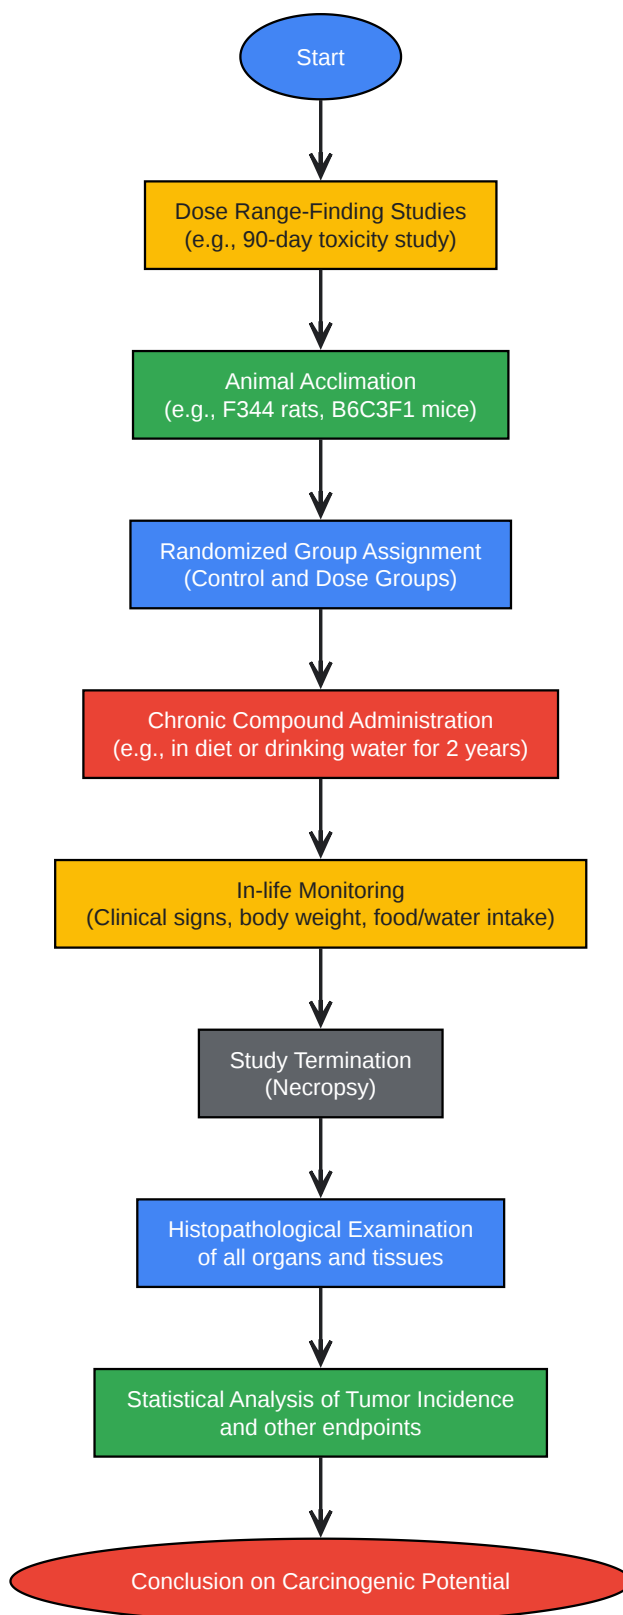 Start
Dose Range-Finding Studies
(e.g., 90-day toxicity study)
Animal Acclimation
(e.g., F344 rats, B6C3F1 mice)
Randomized Group Assignment
(Control and Dose Groups)
Chronic Compound Administration
(e.g., in diet or drinking water for 2 years)
In-life Monitoring
(Clinical signs, body weight, food/water intake)
Study Termination
(Necropsy)
Histopathological Examination
of all organs and tissues
Statistical Analysis of Tumor Incidence
and other endpoints
Conclusion on Carcinogenic Potential